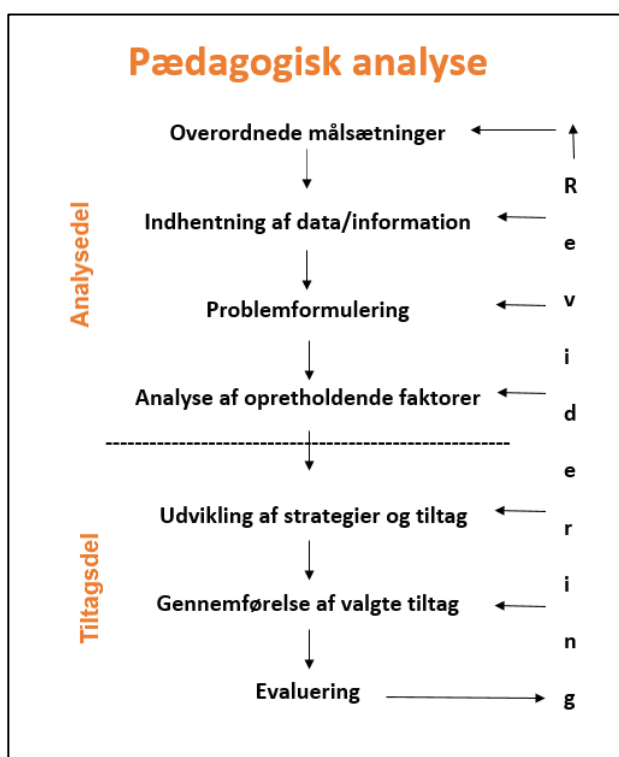 Pædagogisk analyse
Overordnede målsætninger
Indhentning af data/information
Problemformulering
Analyse af opretholdende faktorer
Udvikling af strategier og tiltag
Gennemførelse af valgte tiltag
Evaluering
Analysedel
Tiltagsdel
Revidering